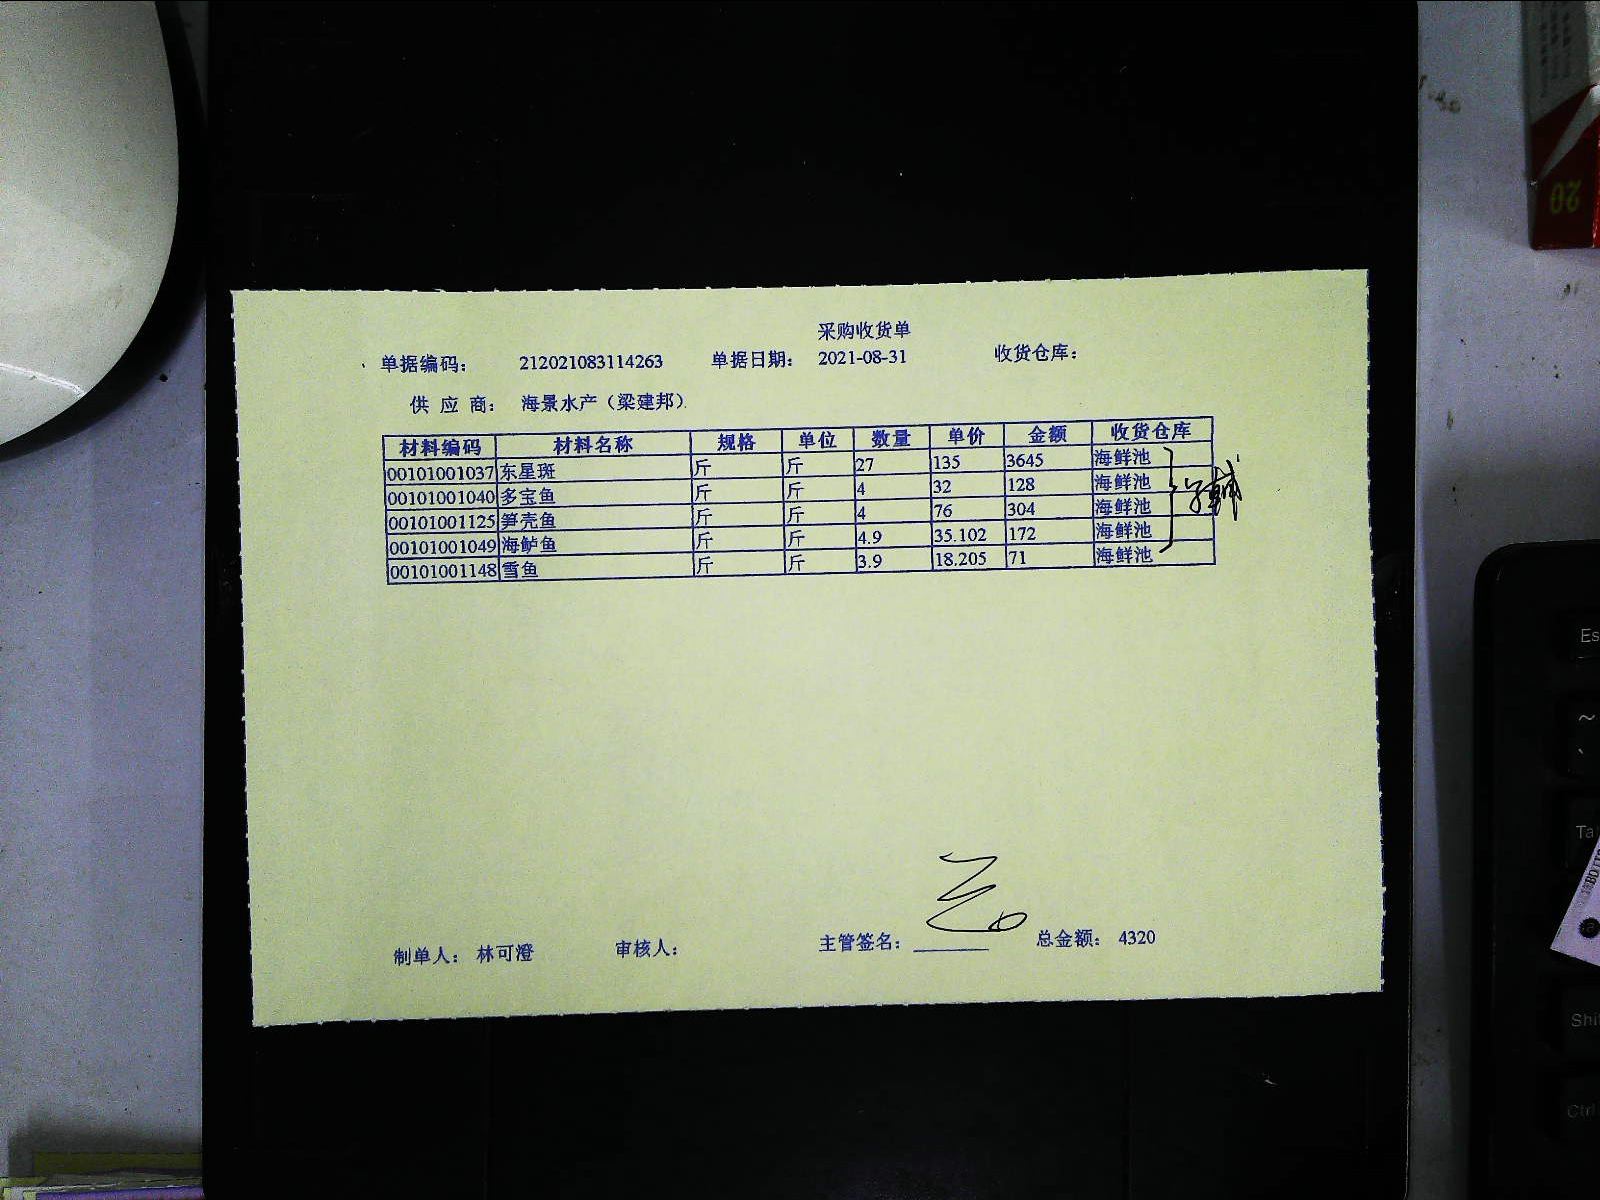 采购收货单
单据编码： 212021083114263 单据日期： 2021-08-31 收货仓库：
供 应 商： 海景水产（梁建邦）
材料编码 材料名称 规格 单位 数量 单价 金额 收货仓库
00101001037 东星斑 斤 斤 27 135 3645 海鲜池
00101001040 多宝鱼 斤 斤 4 32 128 海鲜池
00101001125 笋壳鱼 斤 斤 4 76 304 海鲜池
00101001049 海鲈鱼 斤 斤 4.9 35.102 172 海鲜池
00101001148 雪鱼 斤 斤 3.9 18.205 71 海鲜池
制单人： 林可澄 审核人： 主管签名： 总金额： 4320
20
Es
~
Ta
Shi
Ctrl